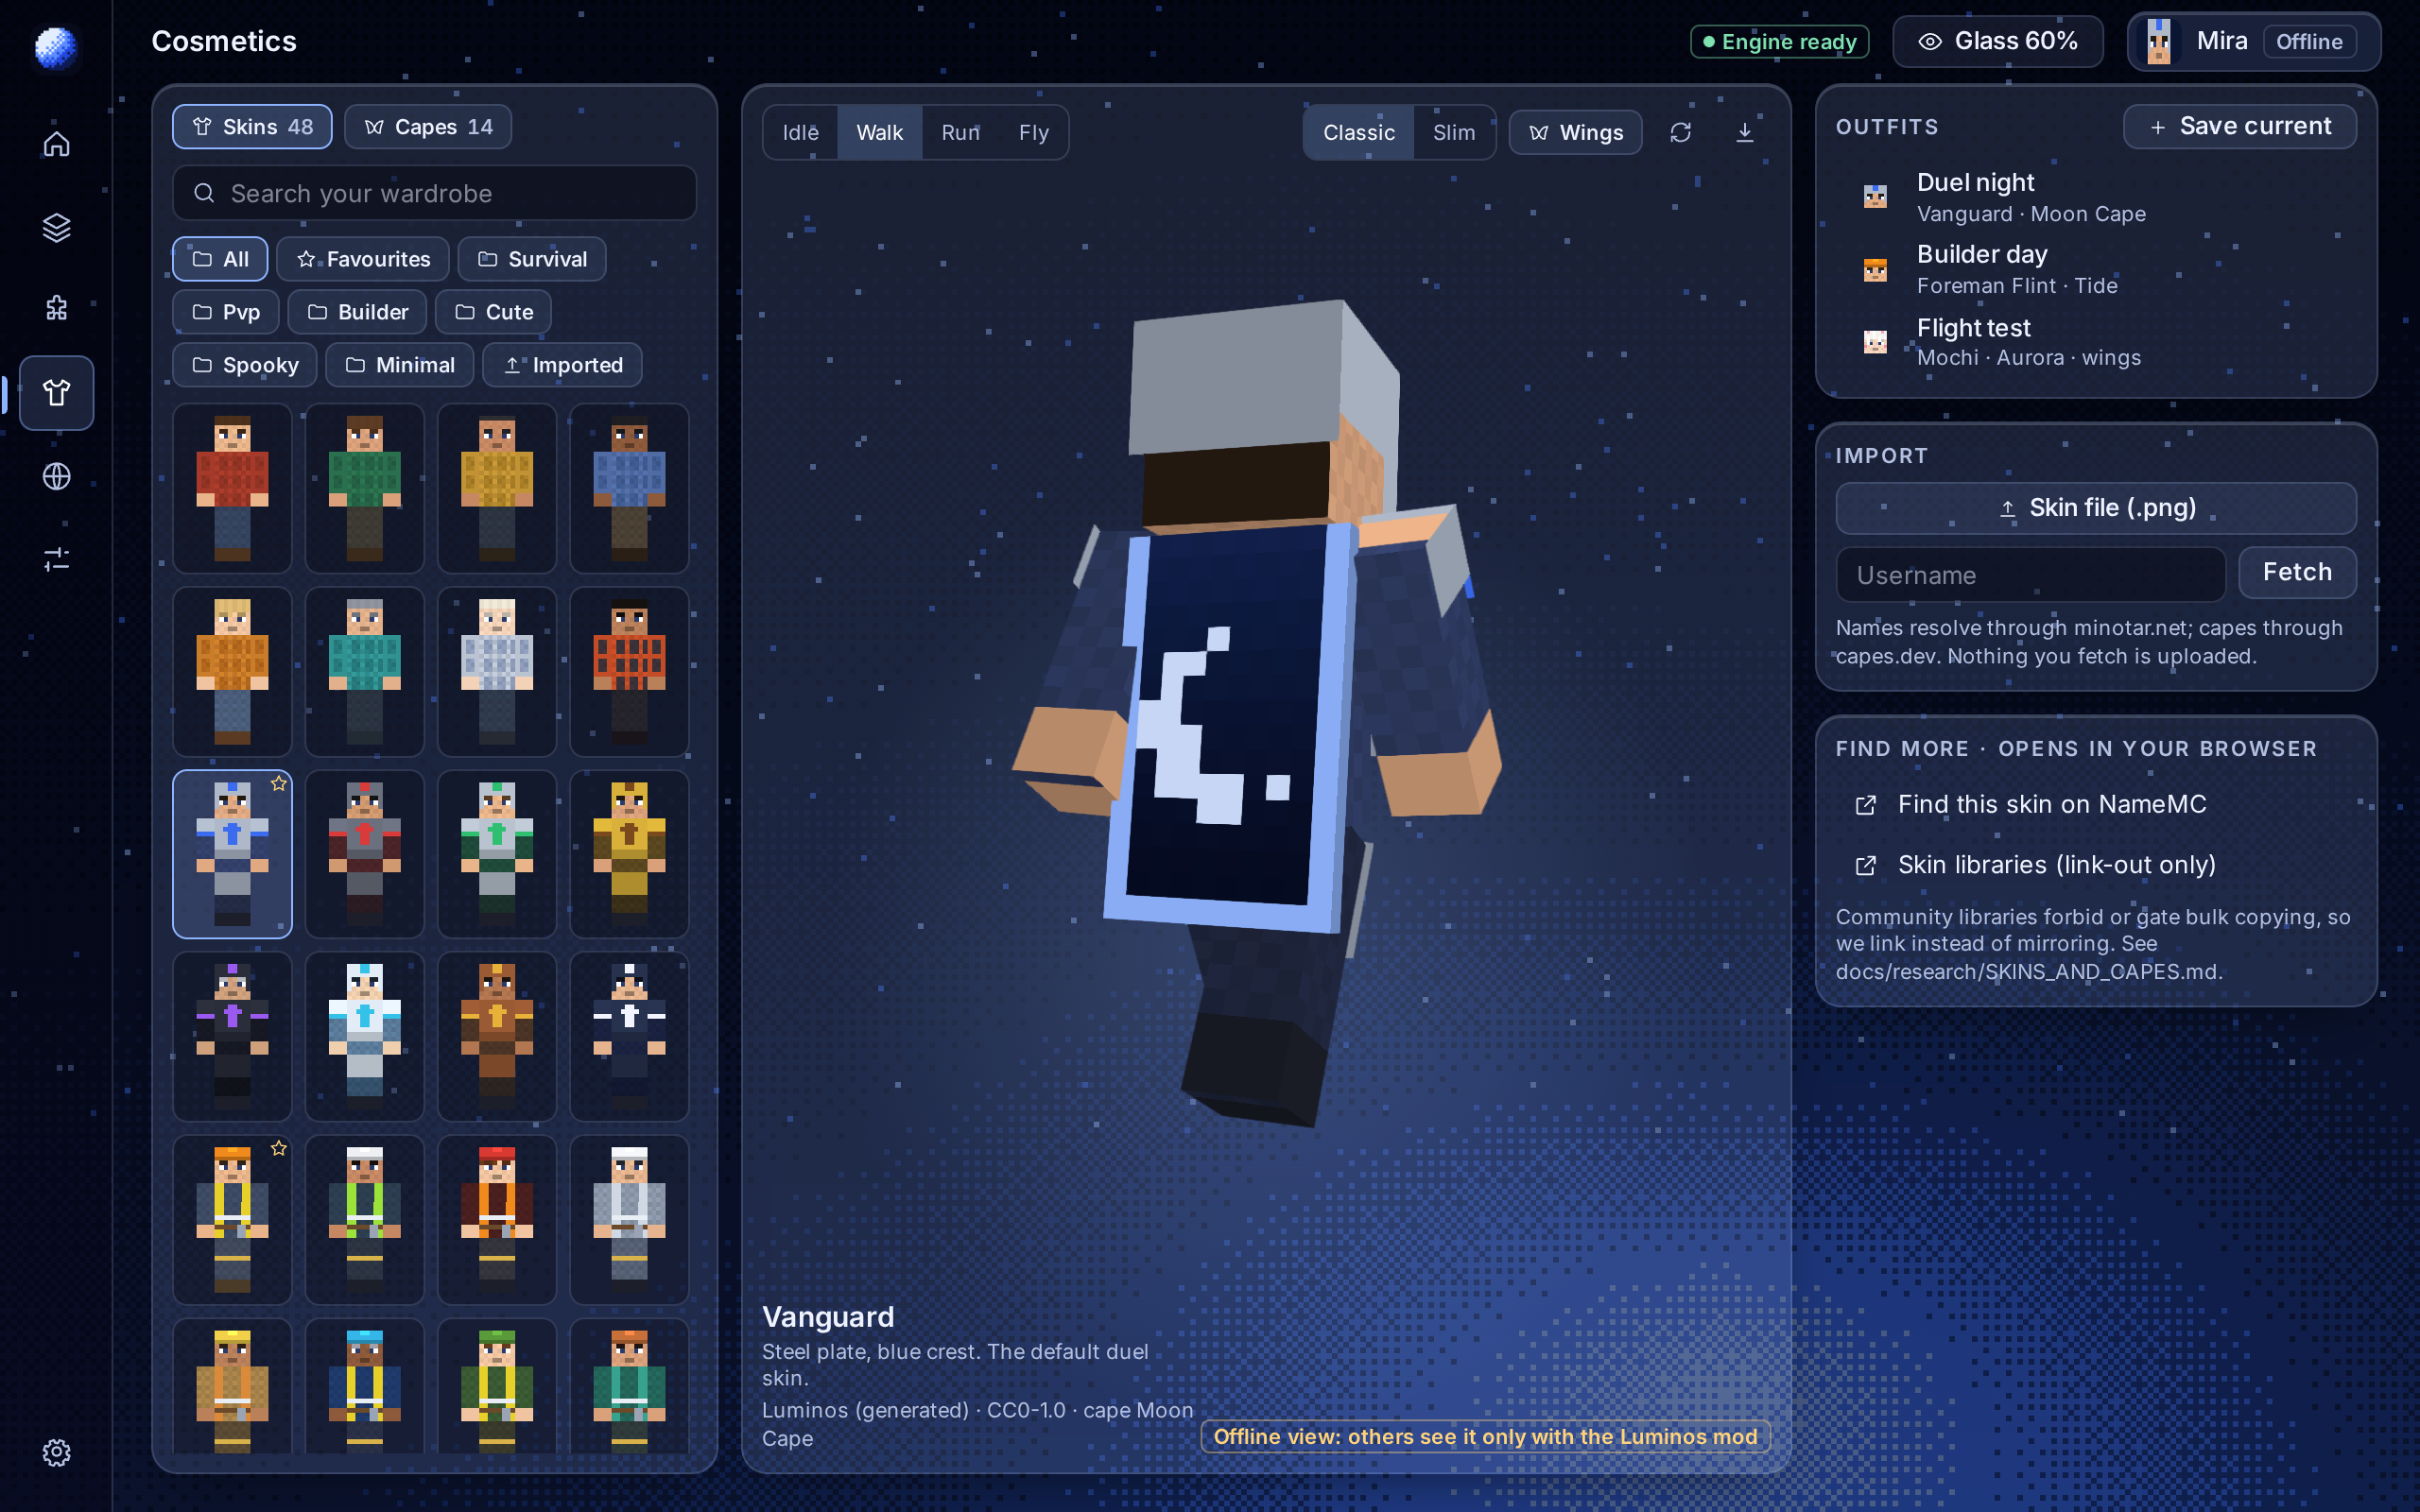 Cosmetics
Engine ready
Glass 60%
Mira
Offline
Skins 48
Capes 14
Search your wardrobe
All
Favourites
Survival
Pvp
Builder
Cute
Spooky
Minimal
Imported
Idle
Walk
Run
Fly
Classic
Slim
Wings
Vanguard
Steel plate, blue crest. The default duel
skin.
Luminos (generated) · CC0-1.0 · cape Moon
Cape
Offline view: others see it only with the Luminos mod
OUTFITS
Save current
Duel night
Vanguard · Moon Cape
Builder day
Foreman Flint · Tide
Flight test
Mochi · Aurora · wings
IMPORT
Skin file (.png)
Username
Fetch
Names resolve through minotar.net; capes through
capes.dev. Nothing you fetch is uploaded.
FIND MORE · OPENS IN YOUR BROWSER
Find this skin on NameMC
Skin libraries (link-out only)
Community libraries forbid or gate bulk copying, so
we link instead of mirroring. See
docs/research/SKINS_AND_CAPES.md.